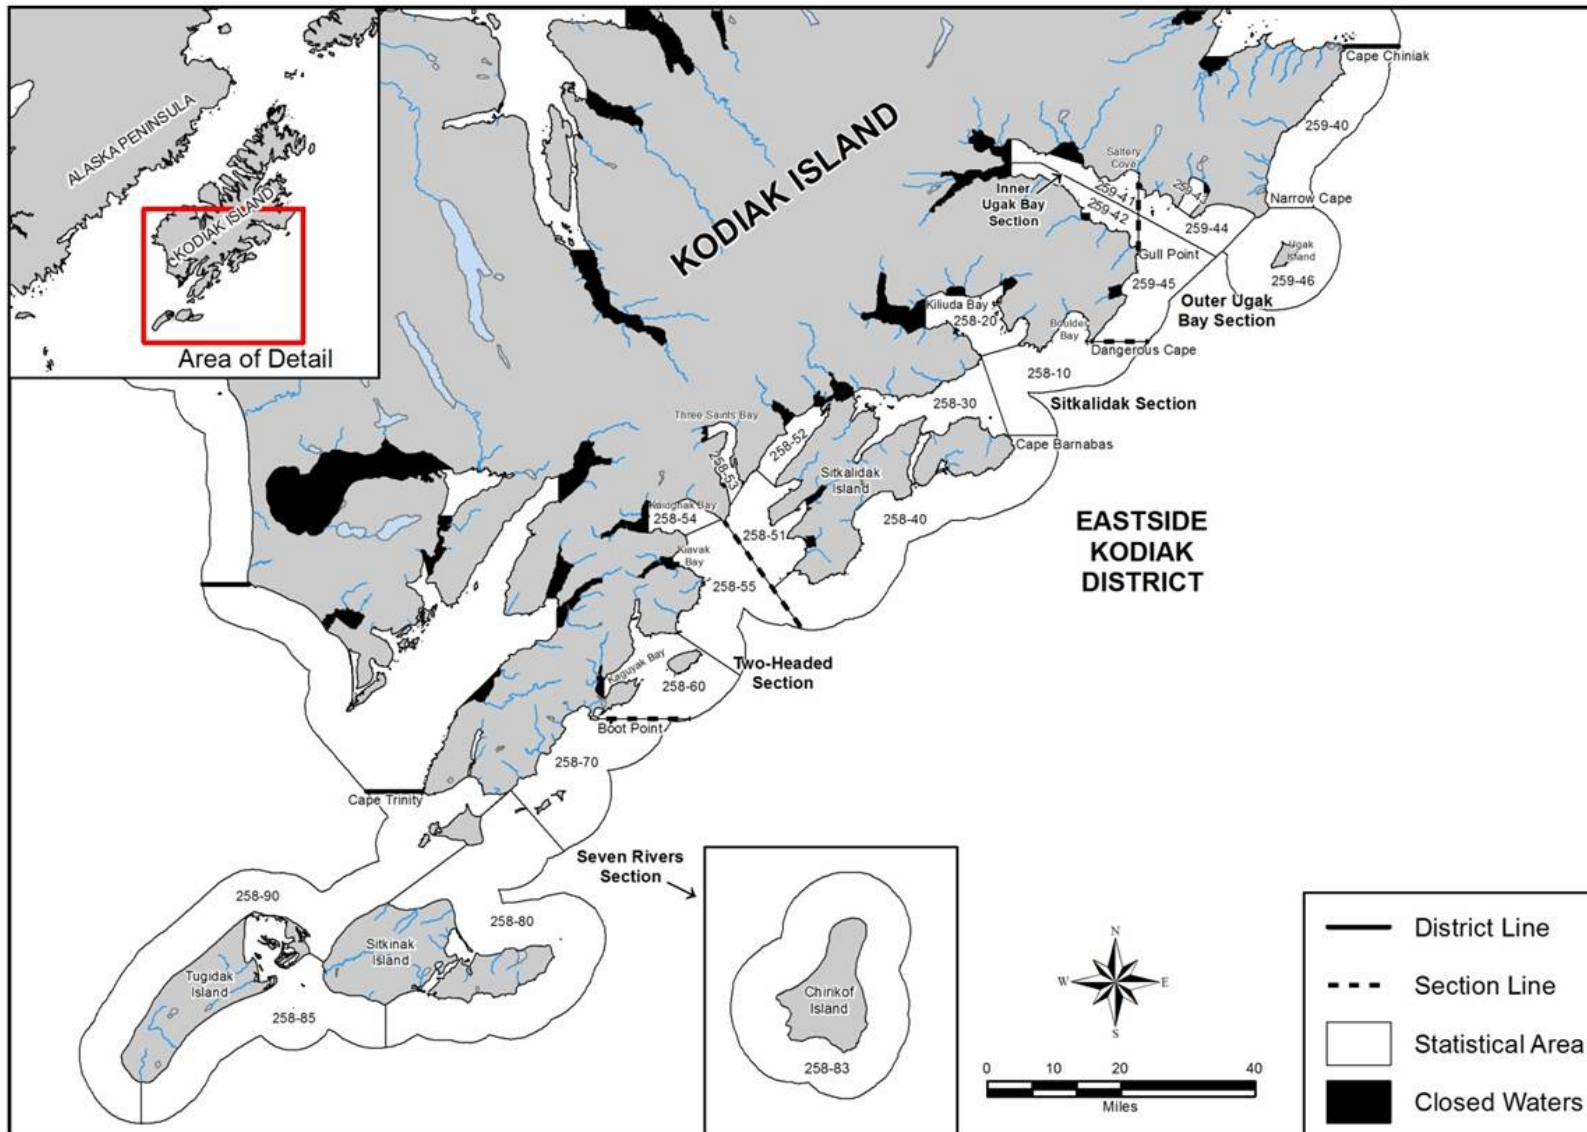 ALASKA PENINSULA
KODIAK ISLAND
Area of Detail
KODIAK ISLAND
Cape Chiniak
259-40
Saltery
Cove
259-43
Inner
Ugak Bay
Section
259-41
259-42
Narrow Cape
259-44
Gull Point
Ugak
Island
259-46
259-45
Outer Ugak
Bay Section
Kiliuda Bay
258-20
Boulder
Bay
Dangerous Cape
258-10
Sitkalidak Section
258-30
Cape Barnabas
Three Saints Bay
258-52
258-53
Sitkalidak
Island
258-54
258-51
258-40
Kiavak
Bay
258-55
EASTSIDE
KODIAK
DISTRICT
Two-Headed
Section
Kaguyak Bay
258-60
Boot Point
258-70
Cape Trinity
Seven Rivers
Section
258-90
258-80
Sitkinak
Island
Tugidak
Island
258-85
Chirikof
Island
258-83
N
W
E
S
0 10 20 40
Miles
District Line
Section Line
Statistical Area
Closed Waters